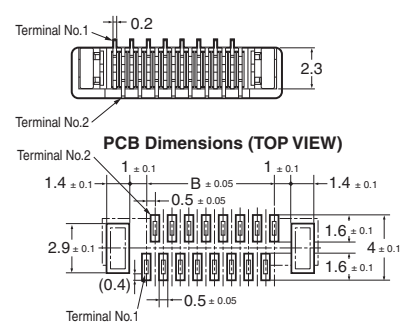 Terminal No.1
0.2
2.3
Terminal No.2
PCB Dimensions (TOP VIEW)
Terminal No.2
1 ± 0.1
1 ± 0.1
1.4 ± 0.1
B ± 0.05
1.4 ± 0.1
0.5 ± 0.05
2.9 ± 0.1
1.6 ± 0.1
4 ± 0.1
1.6 ± 0.1
(0.4)
0.5 ± 0.05
Terminal No.1